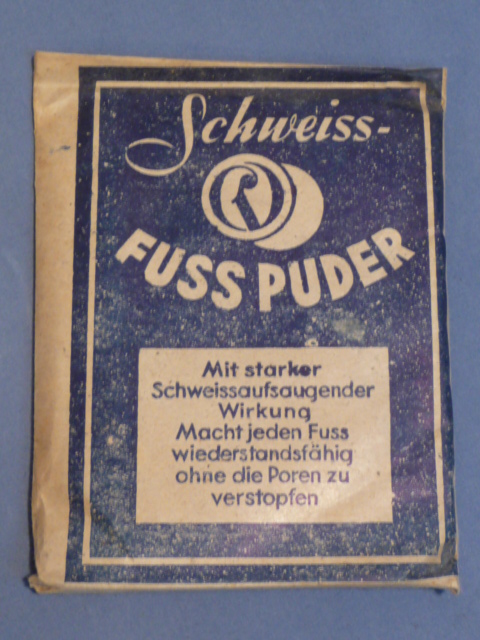 Schweiss-
R
FUSS PUDER
Mit starker
Schweissaufsaugender
Wirkung
Macht jeden Fuss
wiederstandsfähig
ohne die Poren zu
verstopfen